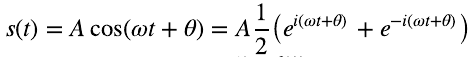 s(t) = A cos(ωt + θ) = A 1/2 (e^{i(ωt+θ)} + e^{-i(ωt+θ)})